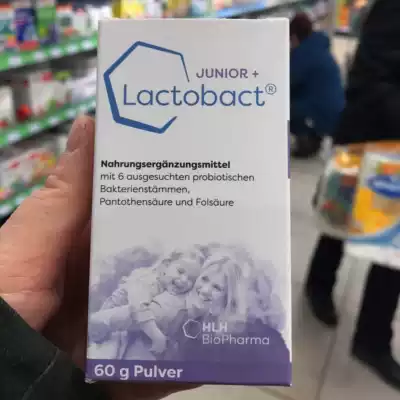 JUNIOR +
Lactobact®
Nahrungsergänzungsmittel
mit 6 ausgesuchten probiotischen
Bakterienstämmen,
Pantothensäure und Folsäure
HLH
BioPharma
60 g Pulver